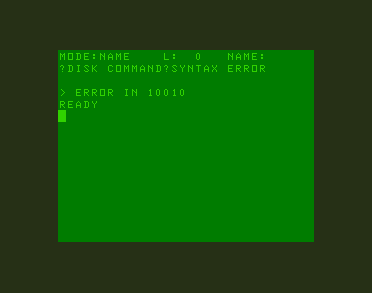 MODE:NAME L: 0 NAME:
?DISK COMMAND?SYNTAX ERROR
> ERROR IN 10010
READY